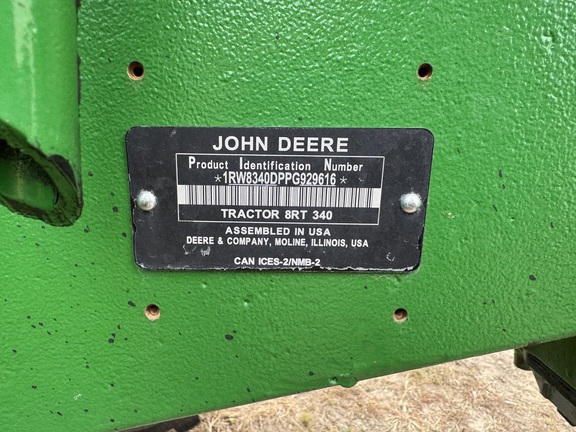 JOHN DEERE
Product Identification Number
*1RW8340DPPG929616*
TRACTOR 8RT 340
ASSEMBLED IN USA
DEERE & COMPANY, MOLINE, ILLINOIS, USA
CAN ICES-2/NMB-2